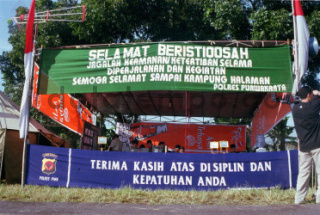 SELAMAT BERISTIGOSAH
JAGALAH KEAMANAN KETERTIBAN SELAMA
DIPERJALANAN DAN KEGIATAN
SEMOGA SELAMAT SAMPAI KAMPUNG HALAMAN
POLRES PURWAKARTA
TERIMA KASIH ATAS DISIPLIN DAN
KEPATUHAN ANDA